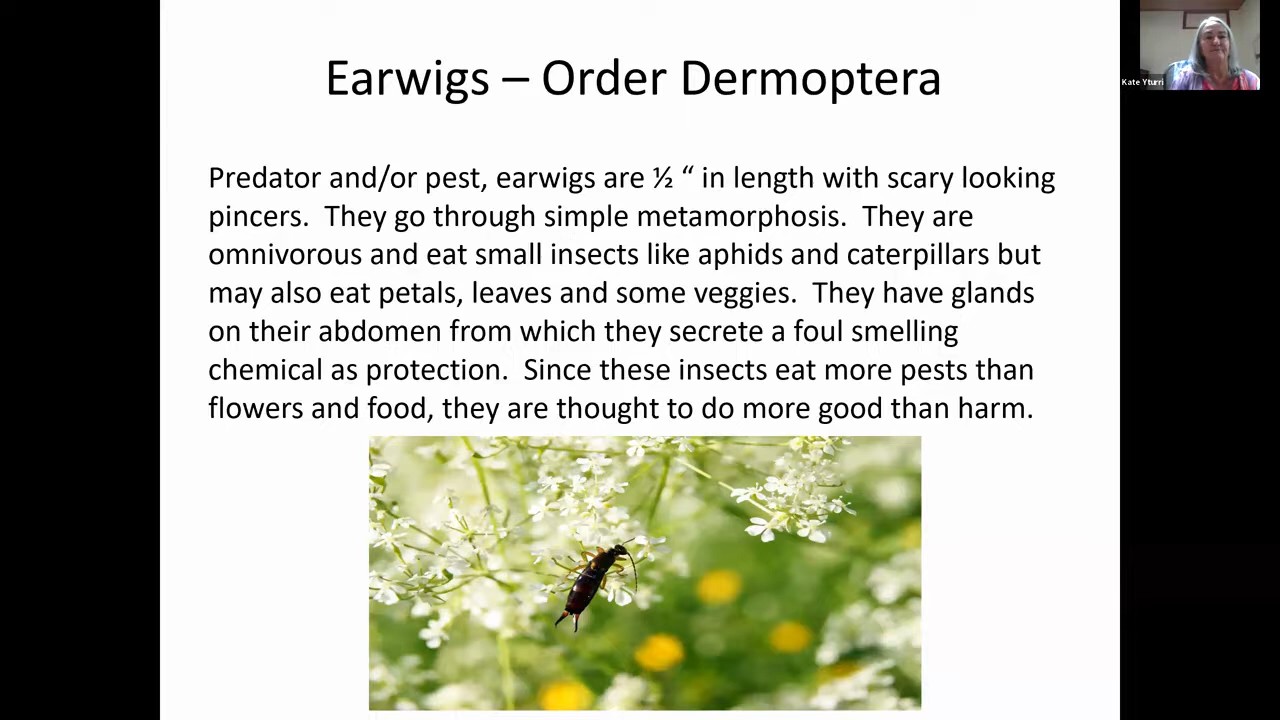 Earwigs – Order Dermoptera
Kate Yturri
Predator and/or pest, earwigs are ½ “ in length with scary looking
pincers.  They go through simple metamorphosis.  They are
omnivorous and eat small insects like aphids and caterpillars but
may also eat petals, leaves and some veggies.  They have glands
on their abdomen from which they secrete a foul smelling
chemical as protection.  Since these insects eat more pests than
flowers and food, they are thought to do more good than harm.